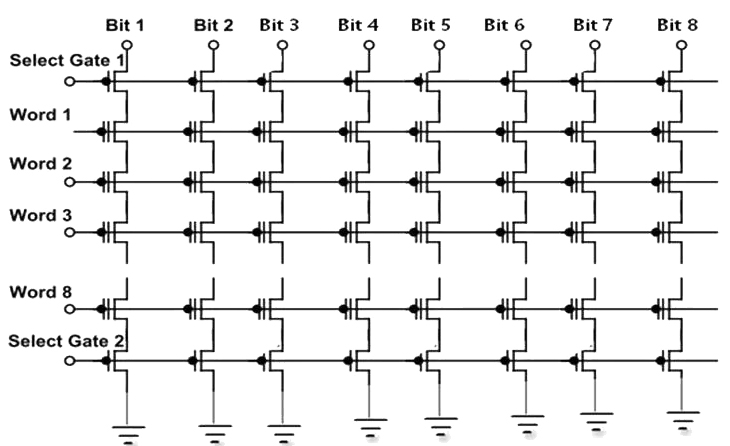 Bit 1 Bit 2 Bit 3 Bit 4 Bit 5 Bit 6 Bit 7 Bit 8
Select Gate 1
Word 1
Word 2
Word 3
Word 8
Select Gate 2